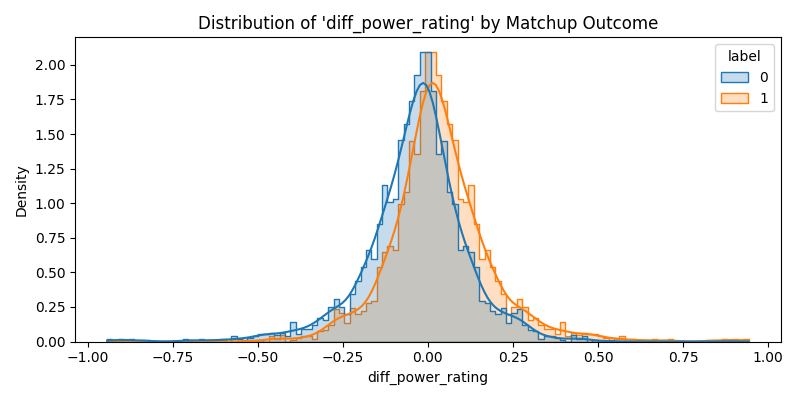 Distribution of 'diff_power_rating' by Matchup Outcome
label
0
1
Density
2.00
1.75
1.50
1.25
1.00
0.75
0.50
0.25
0.00
−1.00 −0.75 −0.50 −0.25 0.00 0.25 0.50 0.75 1.00
diff_power_rating